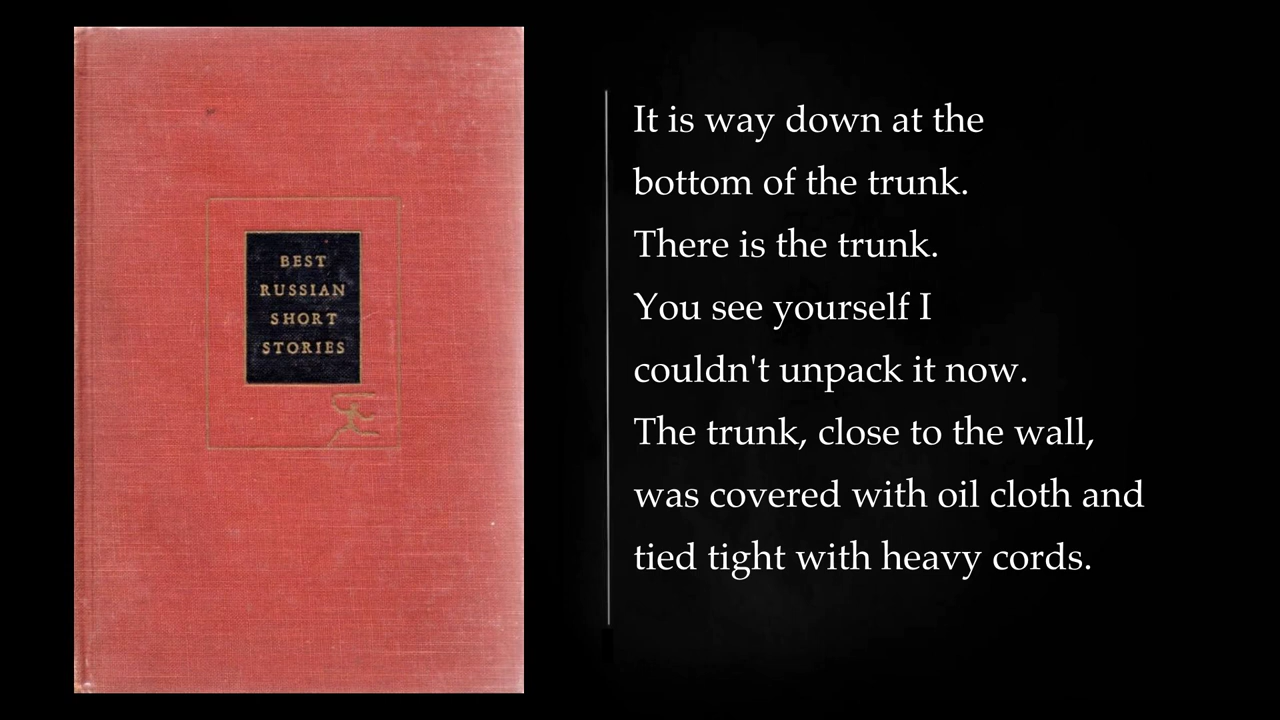 BEST
RUSSIAN
SHORT
STORIES
It is way down at the
bottom of the trunk.
There is the trunk.
You see yourself I
couldn't unpack it now.
The trunk, close to the wall,
was covered with oil cloth and
tied tight with heavy cords.